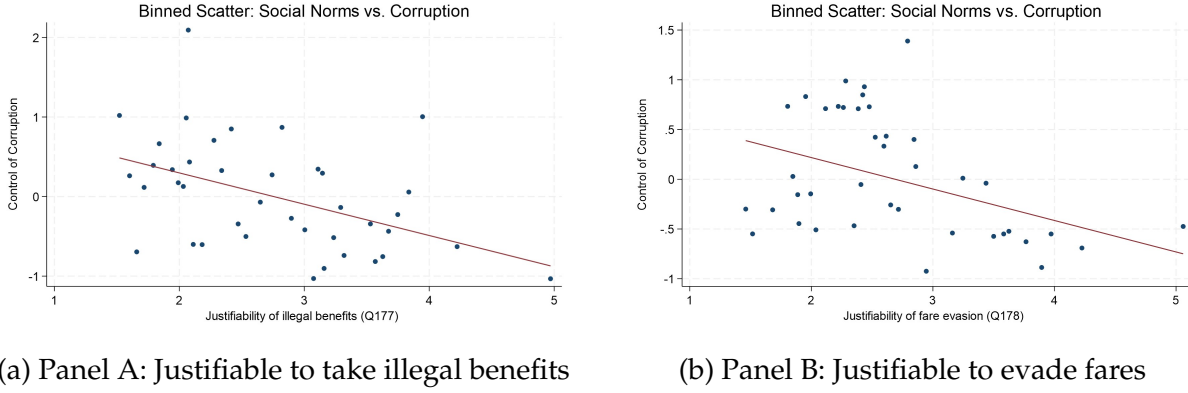 Binned Scatter: Social Norms vs. Corruption
Control of Corruption
2
1
0
-1
1 2 3 4 5
Justifiability of illegal benefits (Q177)
(a) Panel A: Justifiable to take illegal benefits
Binned Scatter: Social Norms vs. Corruption
Control of Corruption
1.5
1
.5
0
-.5
-1
1 2 3 4 5
Justifiability of fare evasion (Q178)
(b) Panel B: Justifiable to evade fares